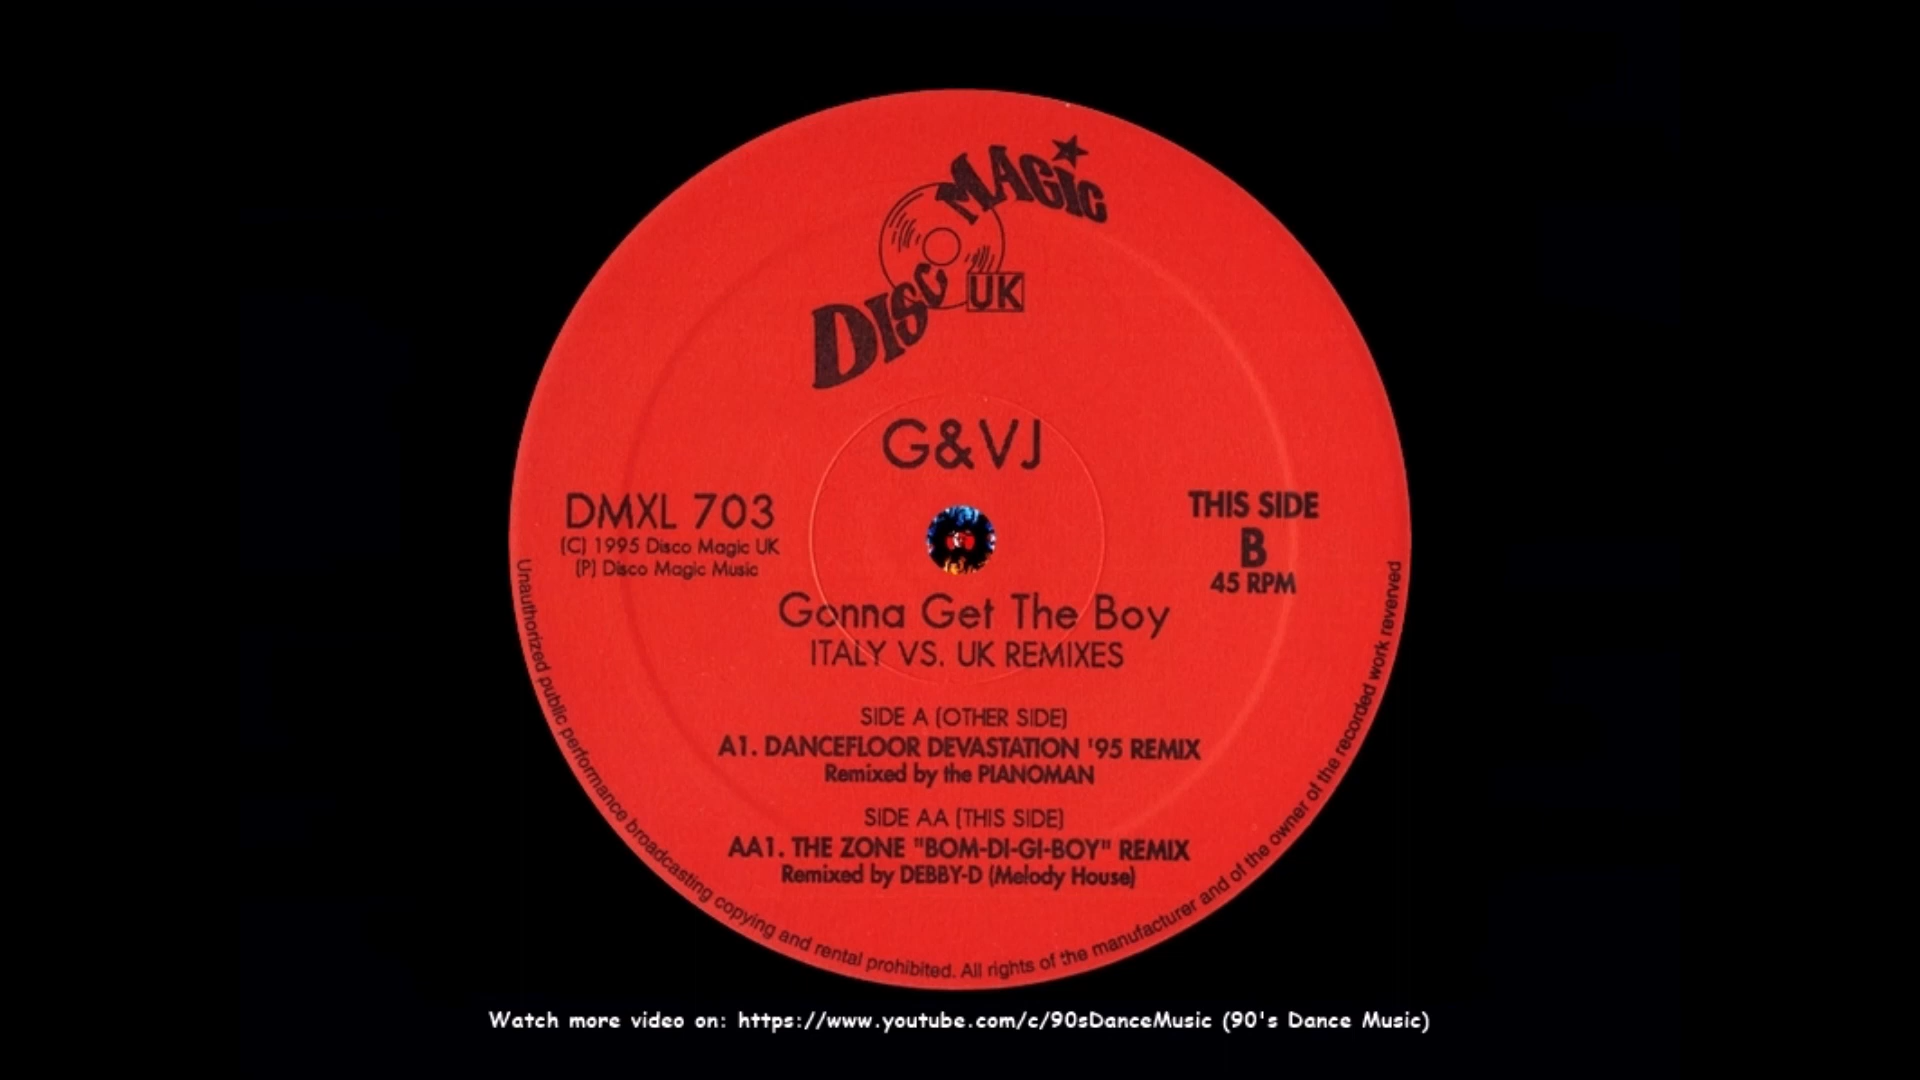 DISCO MAGIC
UK
G&VJ
DMXL 703
(C) 1995 Disco Magic UK
(P) Disco Magic Music
THIS SIDE
B
45 RPM
Gonna Get The Boy
ITALY VS. UK REMIXES
SIDE A (OTHER SIDE)
A1. DANCEFLOOR DEVASTATION '95 REMIX
Remixed by the PIANOMAN
SIDE AA (THIS SIDE)
AA1. THE ZONE "BOM-DI-GI-BOY" REMIX
Remixed by DEBBY-D (Melody House)
Unauthorized public performance broadcasting copying and rental prohibited. All rights of the manufacturer and of the owner of the recorded work reverved
Watch more video on: https://www.youtube.com/c/90sDanceMusic (90's Dance Music)